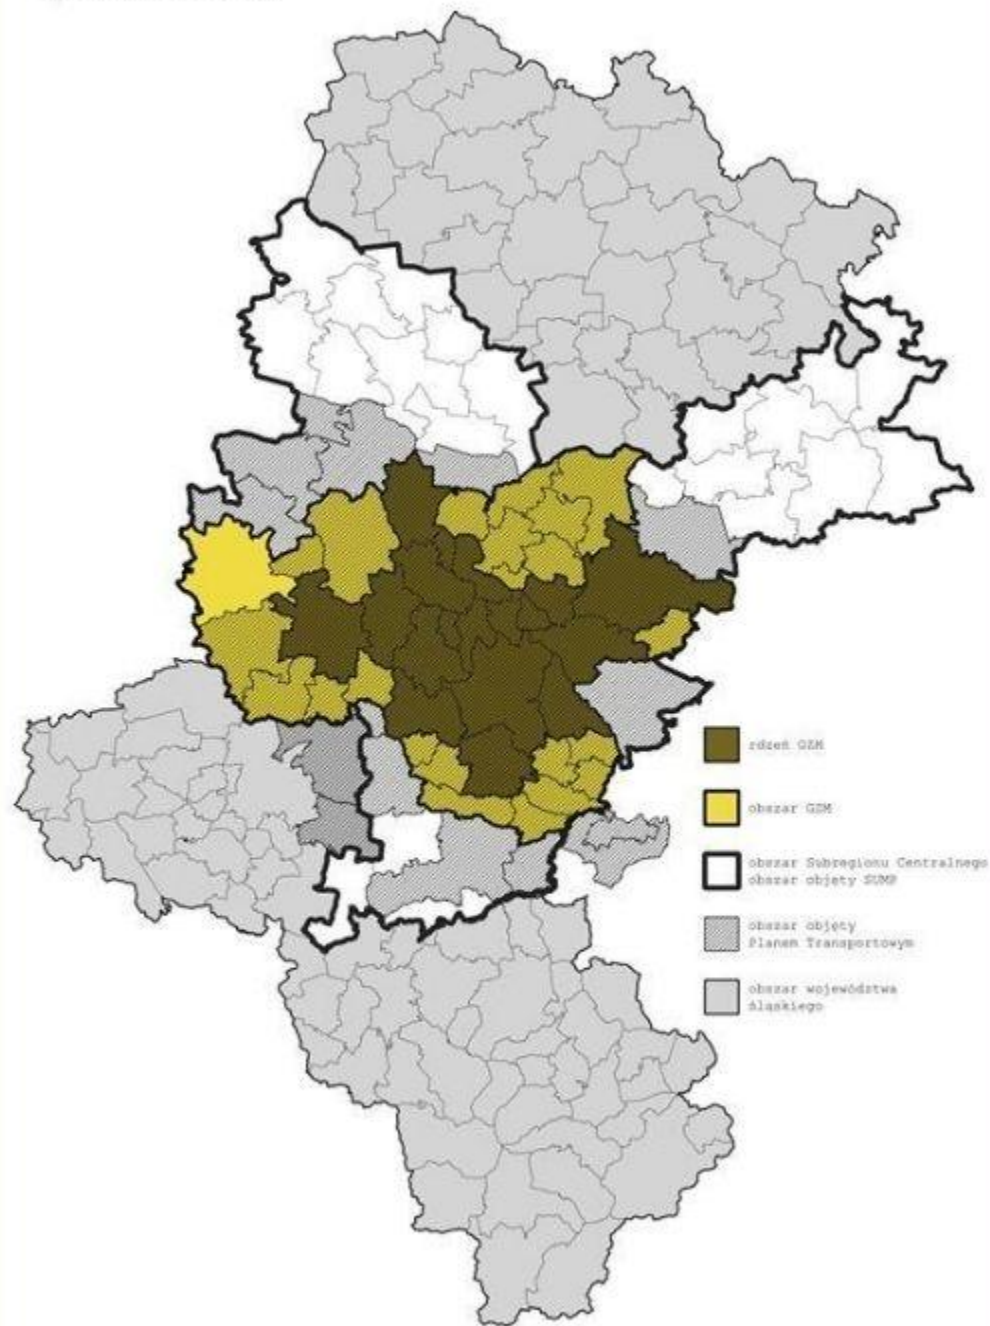 rdzeń GZM
obszar GZM
obszar Subregionu Centralnego
obszar objęty SUMP
obszar objęty
Planem Transportowym
obszar województwa
śląskiego